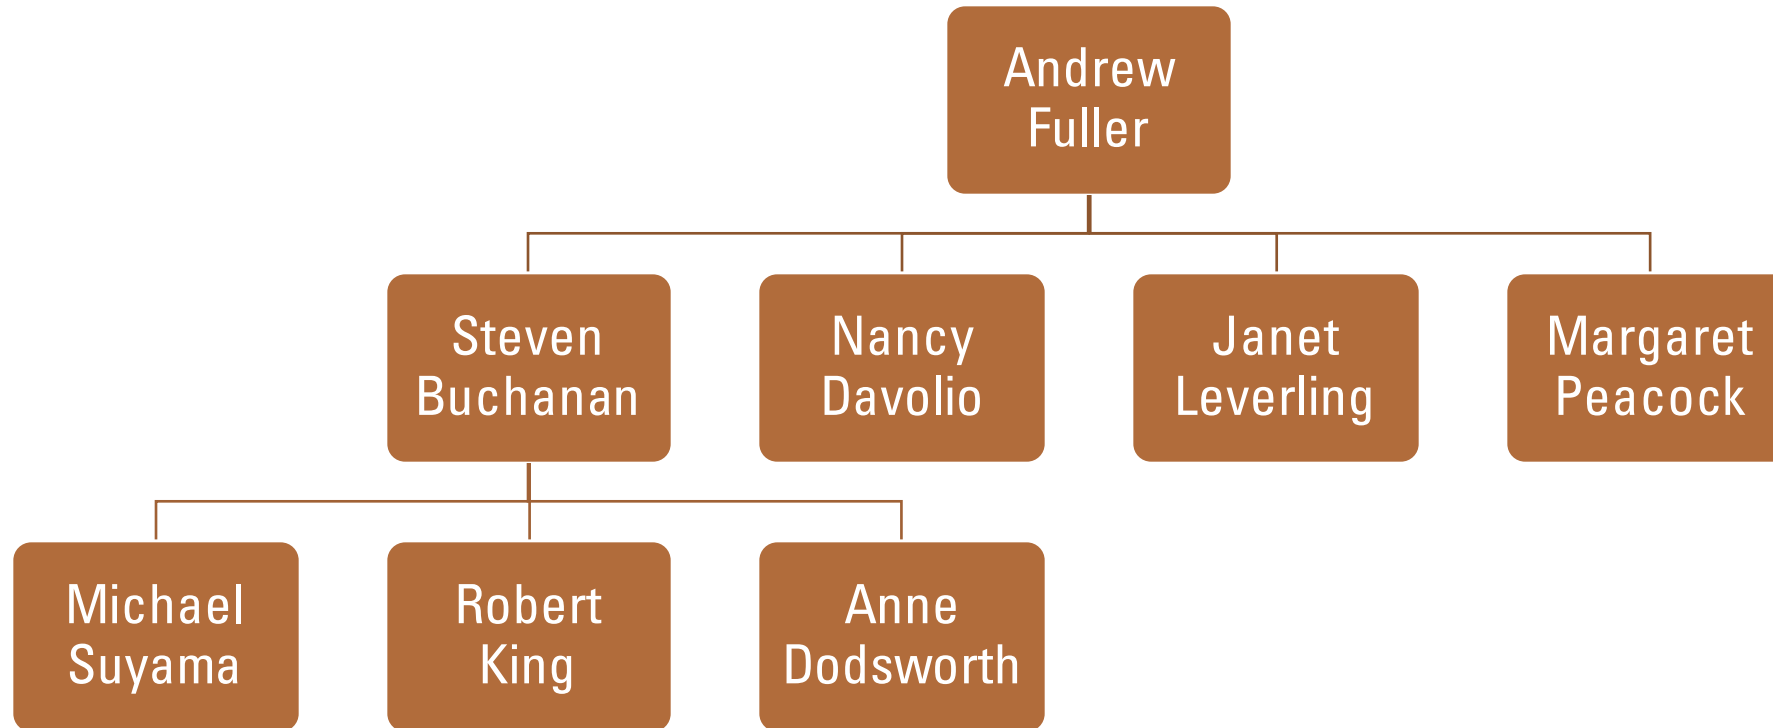 Andrew
Fuller
Steven
Buchanan
Nancy
Davolio
Janet
Leverling
Margaret
Peacock
Michael
Suyama
Robert
King
Anne
Dodsworth